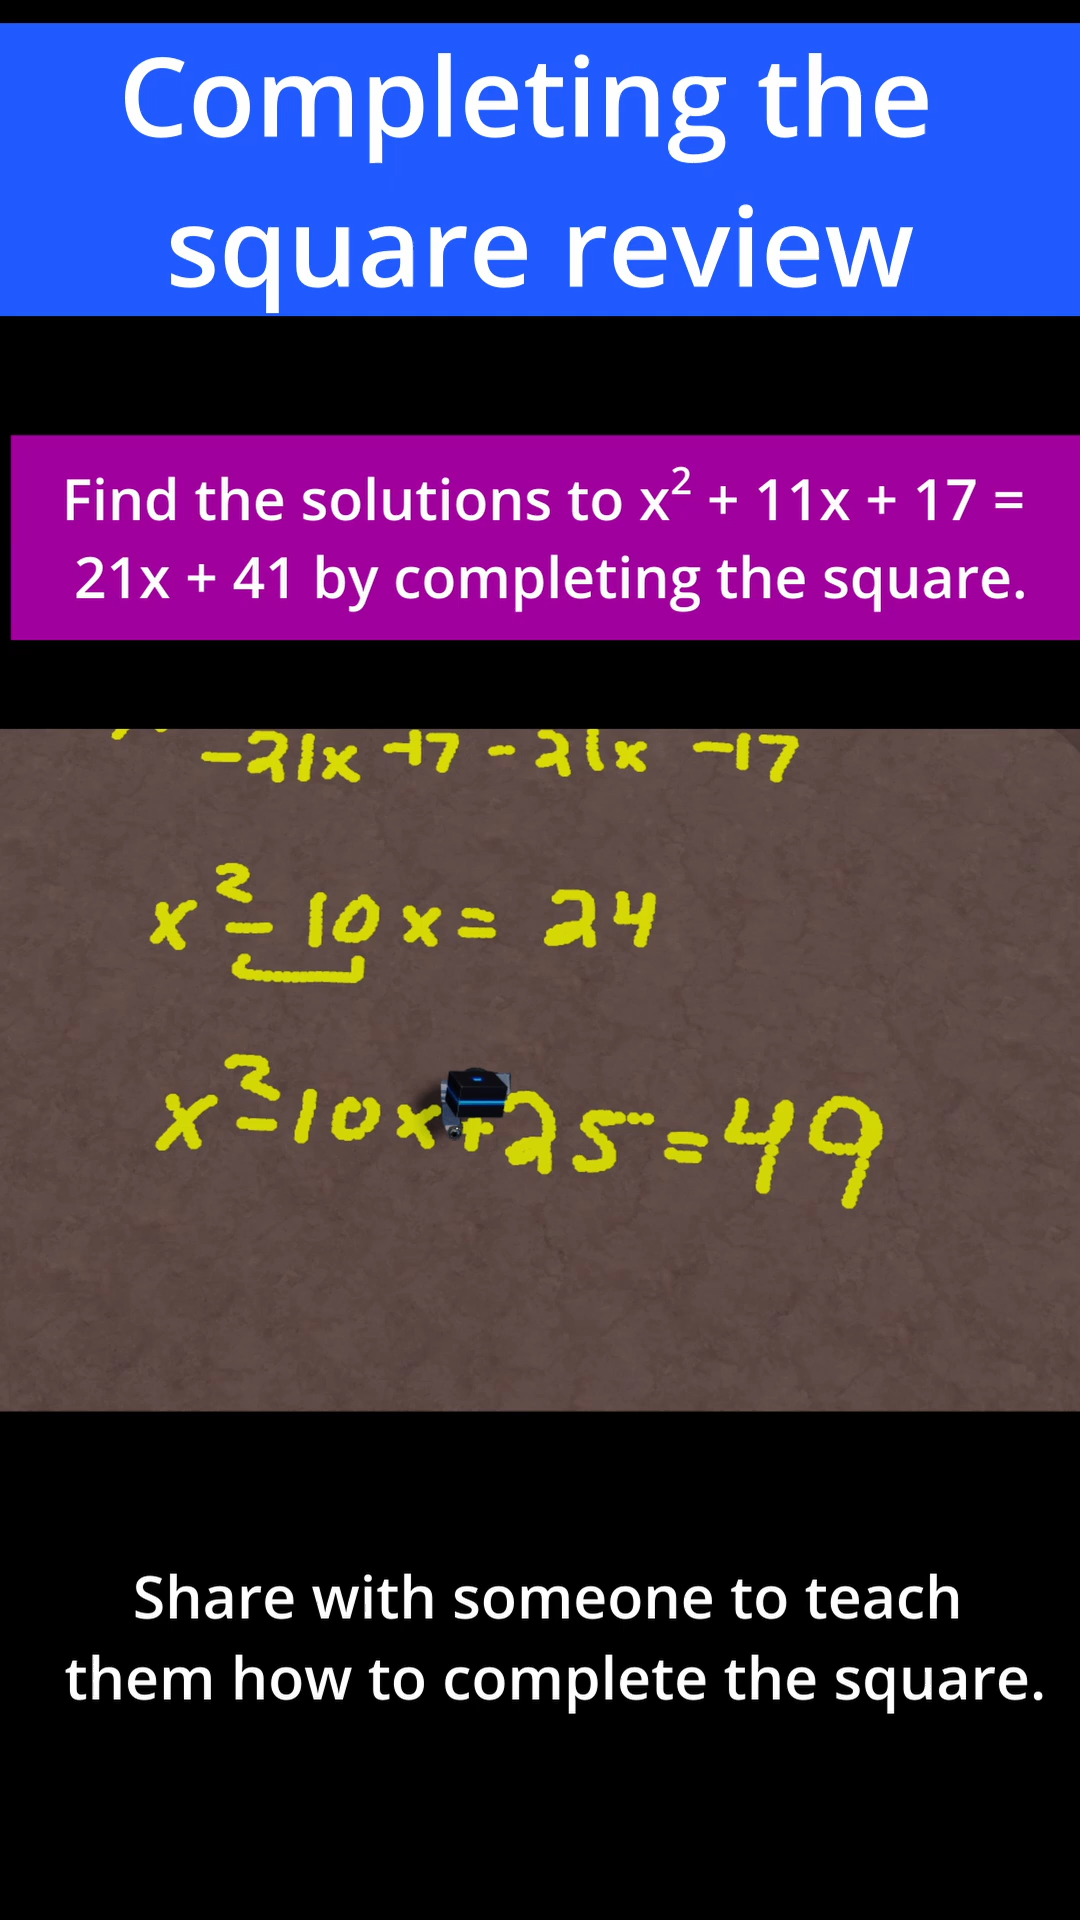 Completing the
square review
Find the solutions to x² + 11x + 17 =
21x + 41 by completing the square.
-21x -17 - 21x -17
x² - 10x = 24
x² - 10x + 25 = 49
Share with someone to teach
them how to complete the square.